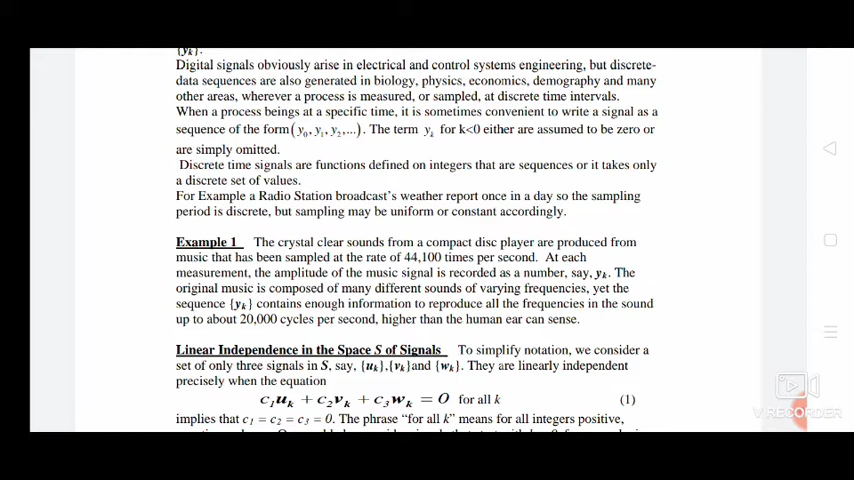 {yk}.
Digital signals obviously arise in electrical and control systems engineering, but discrete-
data sequences are also generated in biology, physics, economics, demography and many
other areas, wherever a process is measured, or sampled, at discrete time intervals.
When a process beings at a specific time, it is sometimes convenient to write a signal as a
sequence of the form (y₀, y₁, y₂,...). The term yₖ for k<0 either are assumed to be zero or
are simply omitted.
Discrete time signals are functions defined on integers that are sequences or it takes only
a discrete set of values.
For Example a Radio Station broadcast's weather report once in a day so the sampling
period is discrete, but sampling may be uniform or constant accordingly.
Example 1 The crystal clear sounds from a compact disc player are produced from
music that has been sampled at the rate of 44,100 times per second. At each
measurement, the amplitude of the music signal is recorded as a number, say, yk. The
original music is composed of many different sounds of varying frequencies, yet the
sequence {yk} contains enough information to reproduce all the frequencies in the sound
up to about 20,000 cycles per second, higher than the human ear can sense.
Linear Independence in the Space S of Signals To simplify notation, we consider a
set of only three signals in S, say, {uk},{vk}and {wk}. They are linearly independent
precisely when the equation
c₁uk + c₂vk + c₃wk = 0 for all k (1)
implies that c₁ = c₂ = c₃ = 0. The phrase "for all k" means for all integers positive,
V RECORDER